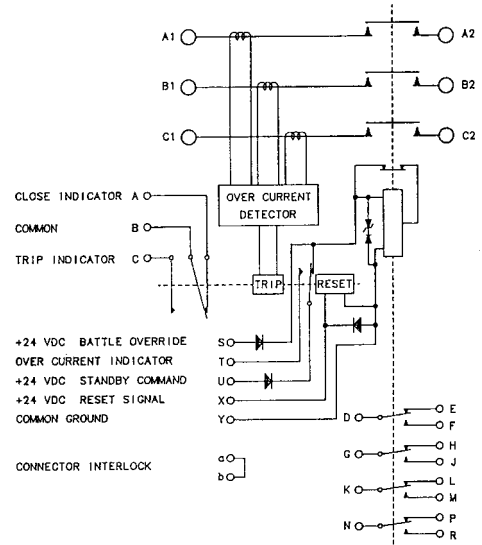 A1 A2
B1 B2
C1 C2
OVER CURRENT
DETECTOR
CLOSE INDICATOR A
COMMON B
TRIP INDICATOR C
TRIP RESET
+24 VDC BATTLE OVERRIDE S
OVER CURRENT INDICATOR T
+24 VDC STANDBY COMMAND U
+24 VDC RESET SIGNAL X
COMMON GROUND Y
D E
F
G H
J
CONNECTOR INTERLOCK a
b
K L
M
N P
R